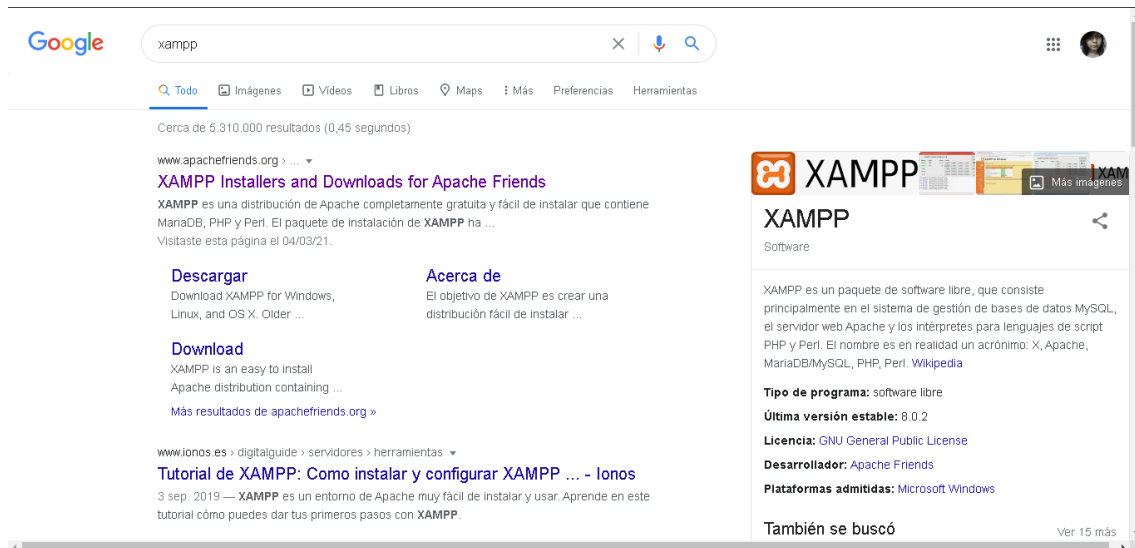 Google
xampp
Todo
Imágenes
Vídeos
Libros
Maps
Más
Preferencias
Herramientas
Cerca de 5.310.000 resultados (0,45 segundos)
www.apachefriends.org › ...
XAMPP Installers and Downloads for Apache Friends
XAMPP es una distribución de Apache completamente gratuita y fácil de instalar que contiene
MariaDB, PHP y Perl. El paquete de instalación de XAMPP ha ...
Visitaste esta página el 04/03/21.
Descargar
Download XAMPP for Windows,
Linux, and OS X. Older ...
Acerca de
El objetivo de XAMPP es crear una
distribución fácil de instalar ...
Download
XAMPP is an easy to install
Apache distribution containing ...
Más resultados de apachefriends.org »
www.ionos.es › digitalguide › servidores › herramientas
Tutorial de XAMPP: Como instalar y configurar XAMPP ... - Ionos
3 sep. 2019 — XAMPP es un entorno de Apache muy fácil de instalar y usar. Aprende en este
tutorial cómo puedes dar tus primeros pasos con XAMPP.
XAMPP
XAM
Más imágenes
XAMPP
Software
XAMPP es un paquete de software libre, que consiste
principalmente en el sistema de gestión de bases de datos MySQL,
el servidor web Apache y los intérpretes para lenguajes de script
PHP y Perl. El nombre es en realidad un acrónimo: X, Apache,
MariaDB/MySQL, PHP, Perl. Wikipedia
Tipo de programa: software libre
Última versión estable: 8.0.2
Licencia: GNU General Public License
Desarrollador: Apache Friends
Plataformas admitidas: Microsoft Windows
También se buscó
Ver 15 más